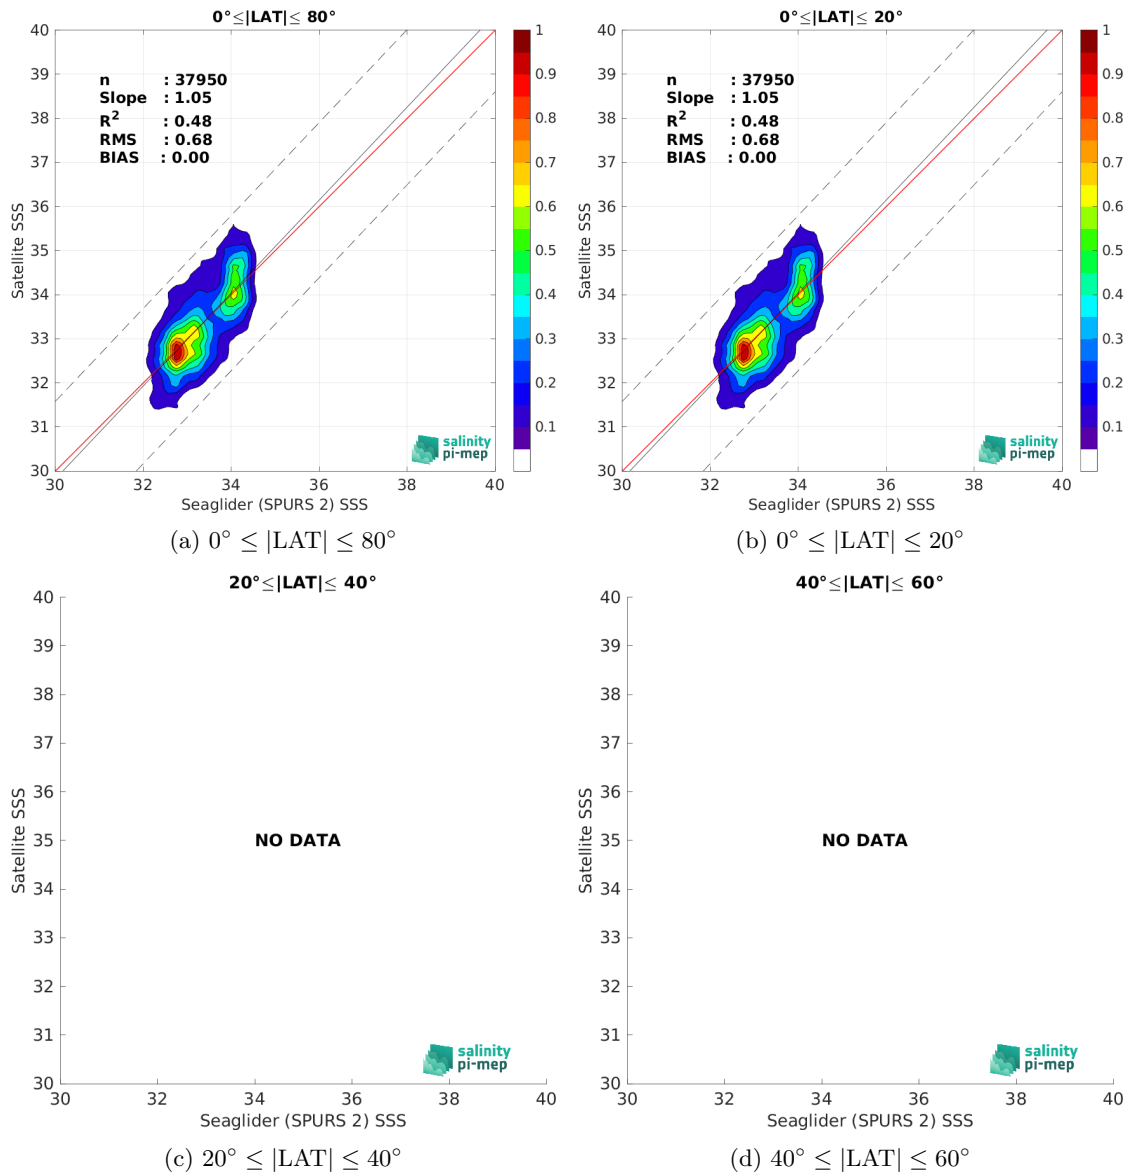 0°≤|LAT|≤ 80°
40
39
38
37
36
35
34
33
32
31
30
Satellite SSS
n : 37950
Slope : 1.05
R² : 0.48
RMS : 0.68
BIAS : 0.00
salinity
pi-mep
30 32 34 36 38 40
Seaglider (SPURS 2) SSS
1
0.9
0.8
0.7
0.6
0.5
0.4
0.3
0.2
0.1
(a) 0° ≤ |LAT| ≤ 80°
0°≤|LAT|≤ 20°
40
39
38
37
36
35
34
33
32
31
30
Satellite SSS
n : 37950
Slope : 1.05
R² : 0.48
RMS : 0.68
BIAS : 0.00
salinity
pi-mep
30 32 34 36 38 40
Seaglider (SPURS 2) SSS
1
0.9
0.8
0.7
0.6
0.5
0.4
0.3
0.2
0.1
(b) 0° ≤ |LAT| ≤ 20°
20°≤|LAT|≤ 40°
40
39
38
37
36
35
34
33
32
31
30
Satellite SSS
NO DATA
salinity
pi-mep
30 32 34 36 38 40
Seaglider (SPURS 2) SSS
(c) 20° ≤ |LAT| ≤ 40°
40°≤|LAT|≤ 60°
40
39
38
37
36
35
34
33
32
31
30
Satellite SSS
NO DATA
salinity
pi-mep
30 32 34 36 38 40
Seaglider (SPURS 2) SSS
(d) 40° ≤ |LAT| ≤ 60°